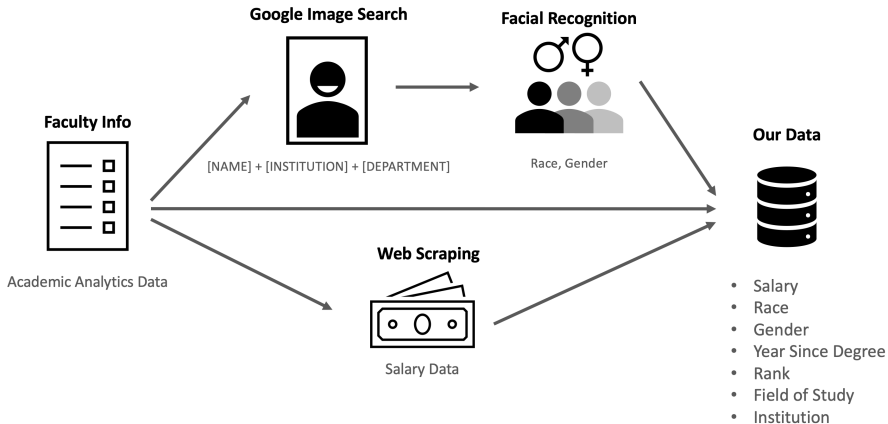 Google Image Search
[NAME] + [INSTITUTION] + [DEPARTMENT]
Facial Recognition
Race, Gender
Faculty Info
Academic Analytics Data
Web Scraping
Salary Data
Our Data
• Salary
• Race
• Gender
• Year Since Degree
• Rank
• Field of Study
• Institution